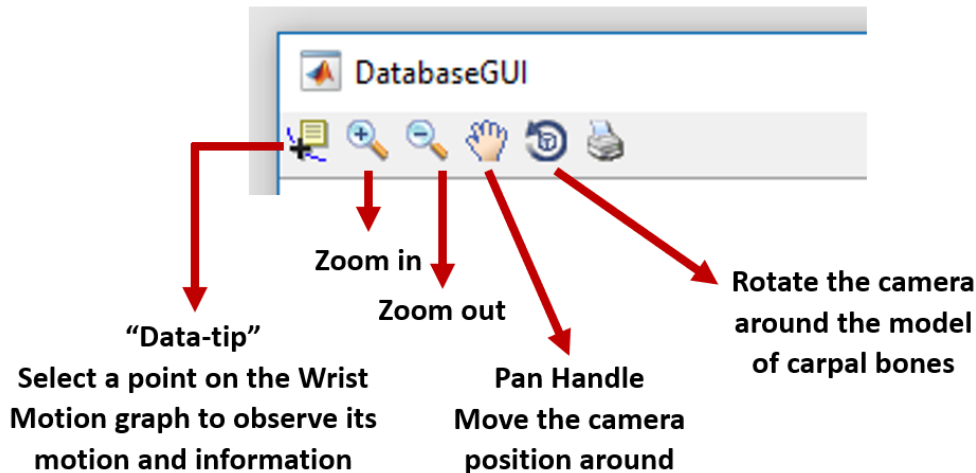 DatabaseGUI
Zoom in
Zoom out
“Data-tip”
Select a point on the Wrist
Motion graph to observe its
motion and information
Pan Handle
Move the camera
position around
Rotate the camera
around the model
of carpal bones